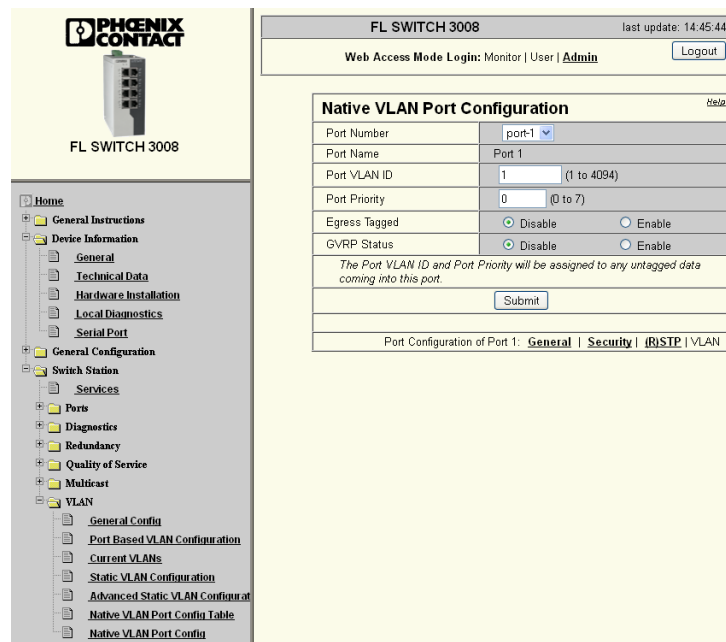 PHŒNIX
CONTACT
FL SWITCH 3008
Home
General Instructions
Device Information
General
Technical Data
Hardware Installation
Local Diagnostics
Serial Port
General Configuration
Switch Station
Services
Ports
Diagnostics
Redundancy
Quality of Service
Multicast
VLAN
General Config
Port Based VLAN Configuration
Current VLANs
Static VLAN Configuration
Advanced Static VLAN Configurat
Native VLAN Port Config Table
Native VLAN Port Config
FL SWITCH 3008 last update: 14:45:44
Web Access Mode Login: Monitor | User | Admin Logout
Native VLAN Port Configuration Help
Port Number port-1
Port Name Port 1
Port VLAN ID 1 (1 to 4094)
Port Priority 0 (0 to 7)
Egress Tagged Disable Enable
GVRP Status Disable Enable
The Port VLAN ID and Port Priority will be assigned to any untagged data
coming into this port.
Submit
Port Configuration of Port 1: General | Security | (R)STP | VLAN